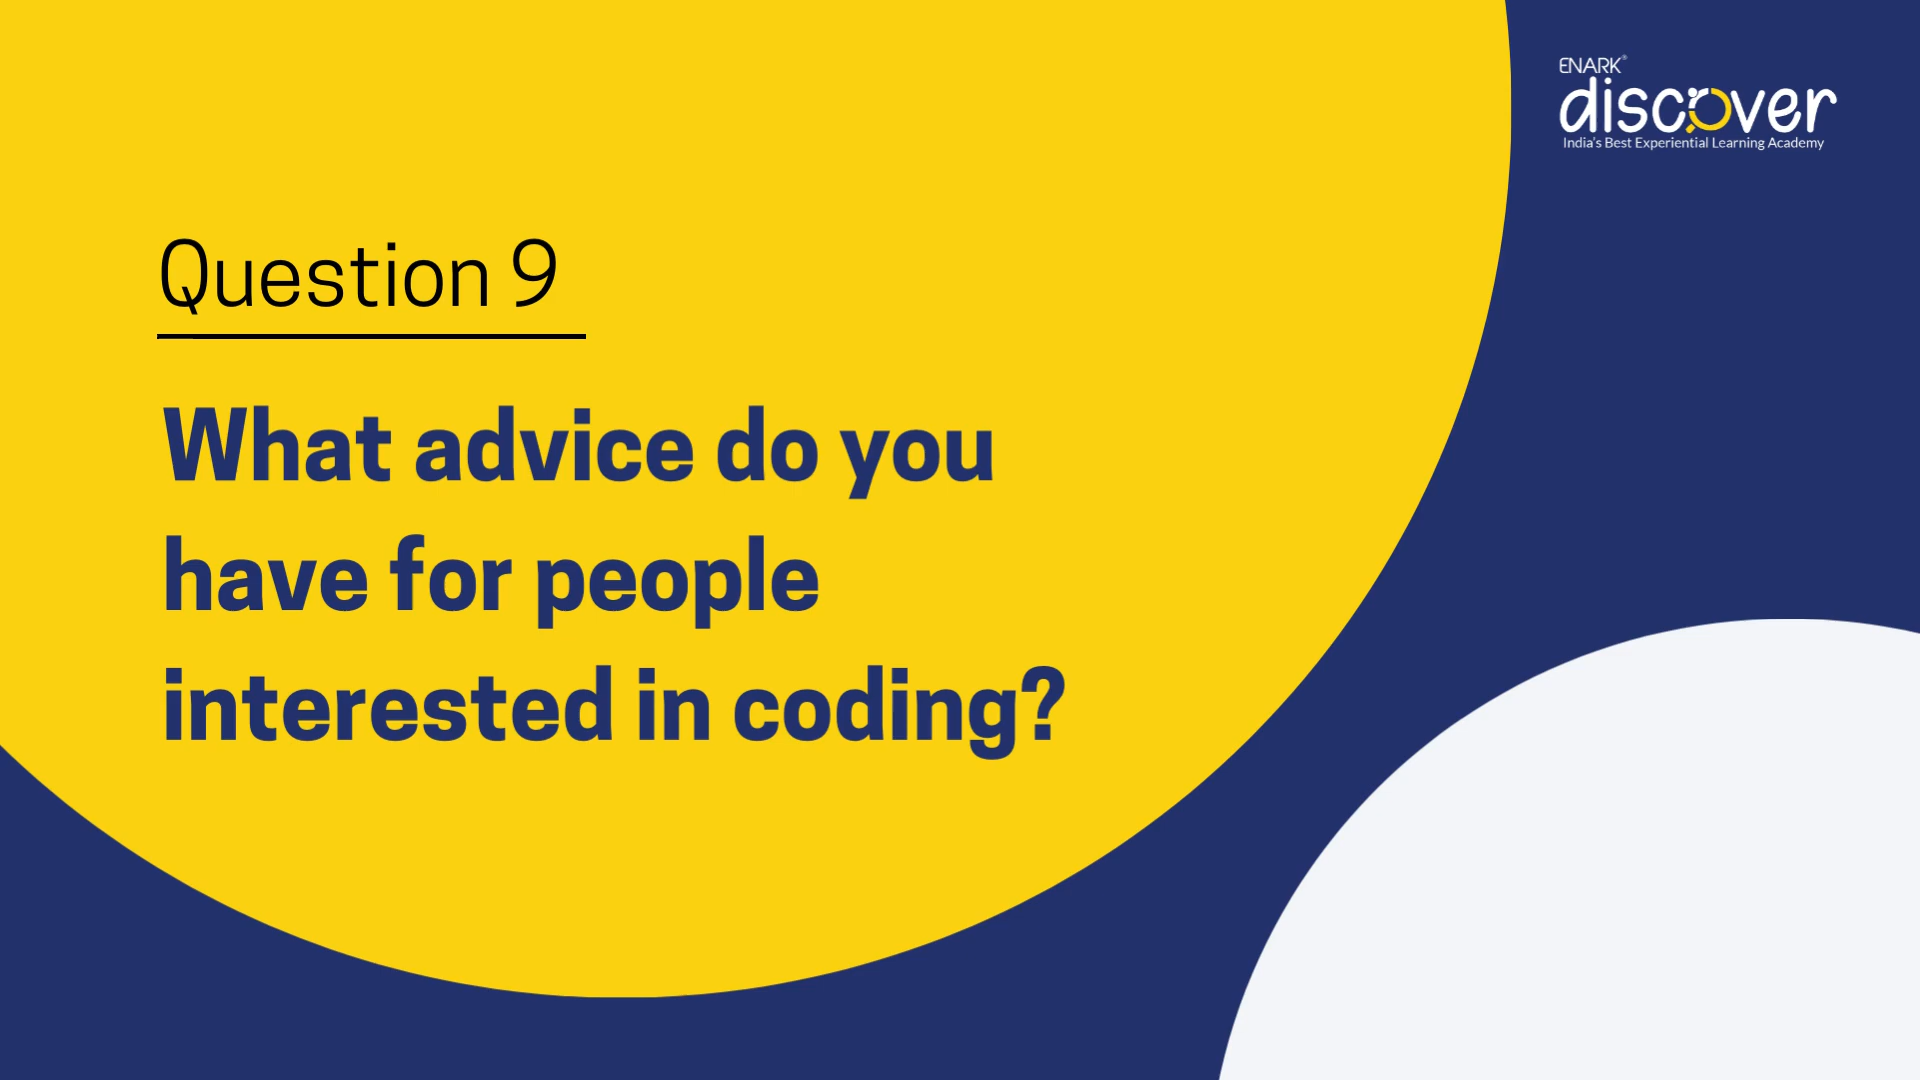 ENARK®
discover
India's Best Experiential Learning Academy
Question 9
What advice do you
have for people
interested in coding?